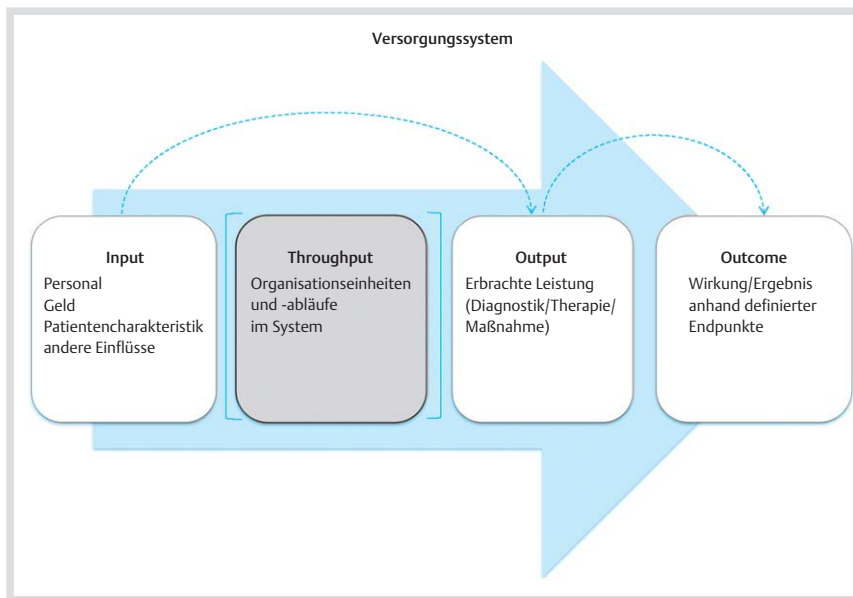 Versorgungssystem
Input
Personal
Geld
Patientencharakteristik
andere Einflüsse
Throughput
Organisationseinheiten
und -abläufe
im System
Output
Erbrachte Leistung
(Diagnostik/Therapie/
Maßnahme)
Outcome
Wirkung/Ergebnis
anhand definierter
Endpunkte